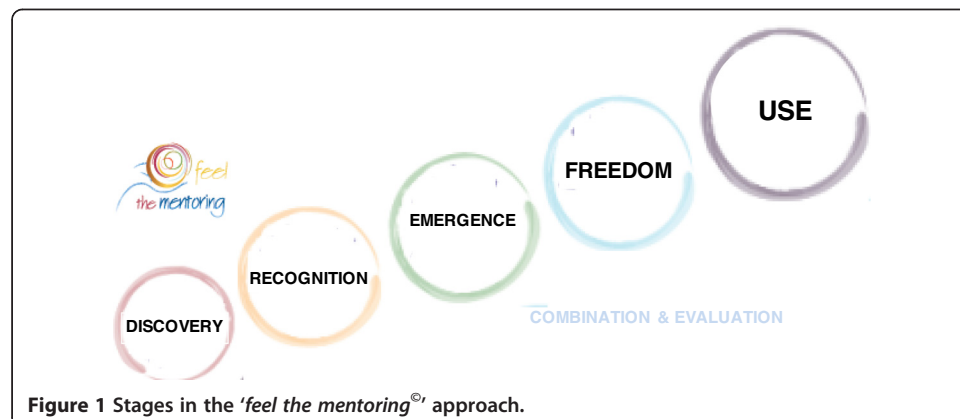 feel
the mentoring
USE
FREEDOM
EMERGENCE
RECOGNITION
DISCOVERY
COMBINATION & EVALUATION
Figure 1 Stages in the ‘feel the mentoring©’ approach.